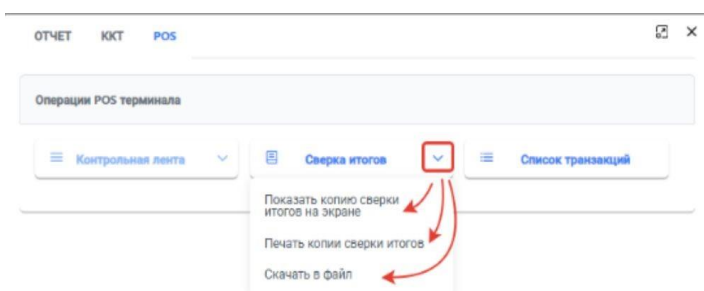 ОТЧЕТ ККТ POS
Операции POS терминала
Контрольная лента Сверка итогов Список транзакций
Показать копию сверки
итогов на экране
Печать копии сверки итогов
Скачать в файл